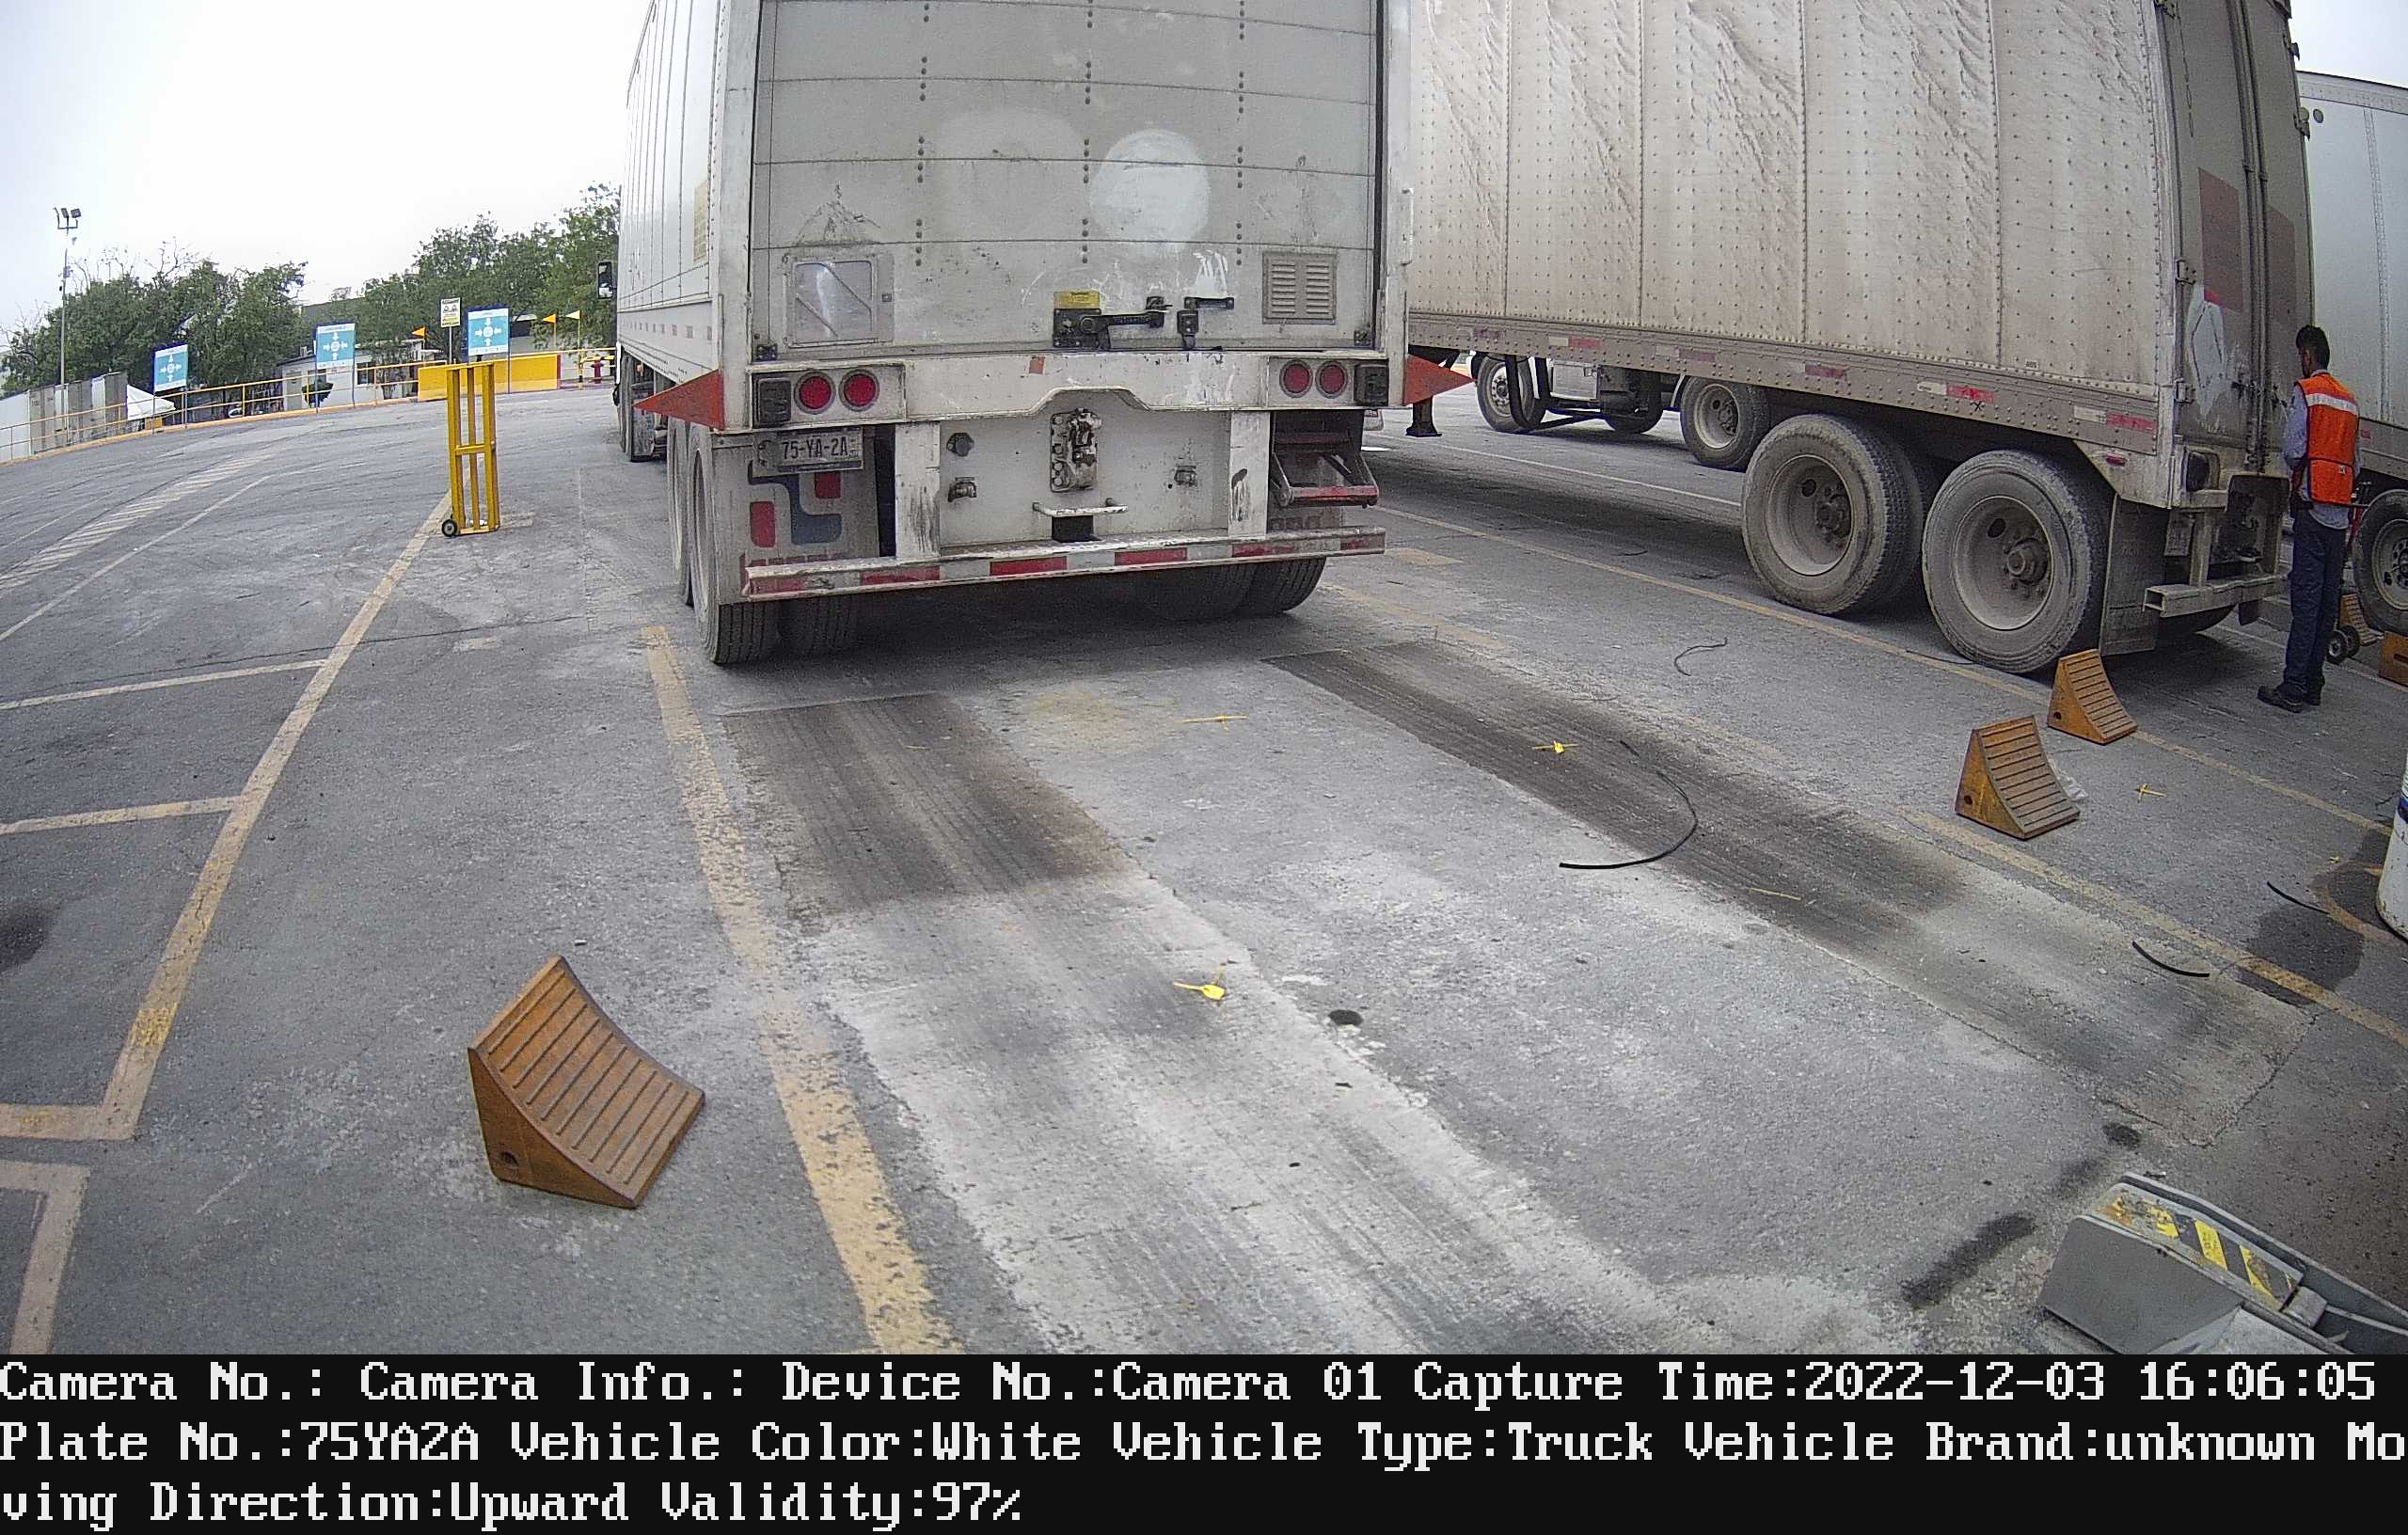 75-YA-2A
Camera No.: Camera Info.: Device No.:Camera 01 Capture Time:2022-12-03 16:06:05
Plate No.:75YA2A Vehicle Color:White Vehicle Type:Truck Vehicle Brand:unknown Mo
ving Direction:Upward Validity:97%